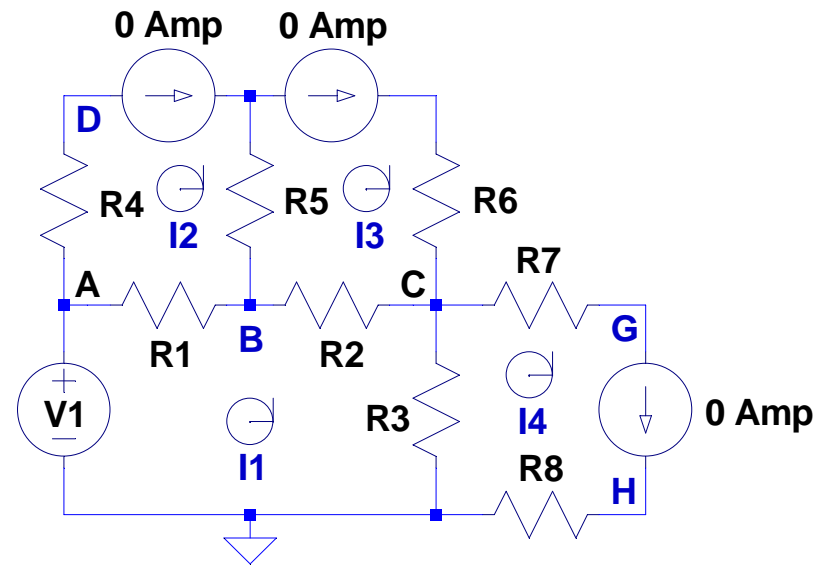 0 Amp 0 Amp
D
R4 R5 R6
I2 I3
A C R7
R1 B R2 G
V1 R3 I4 0 Amp
I1 R8 H